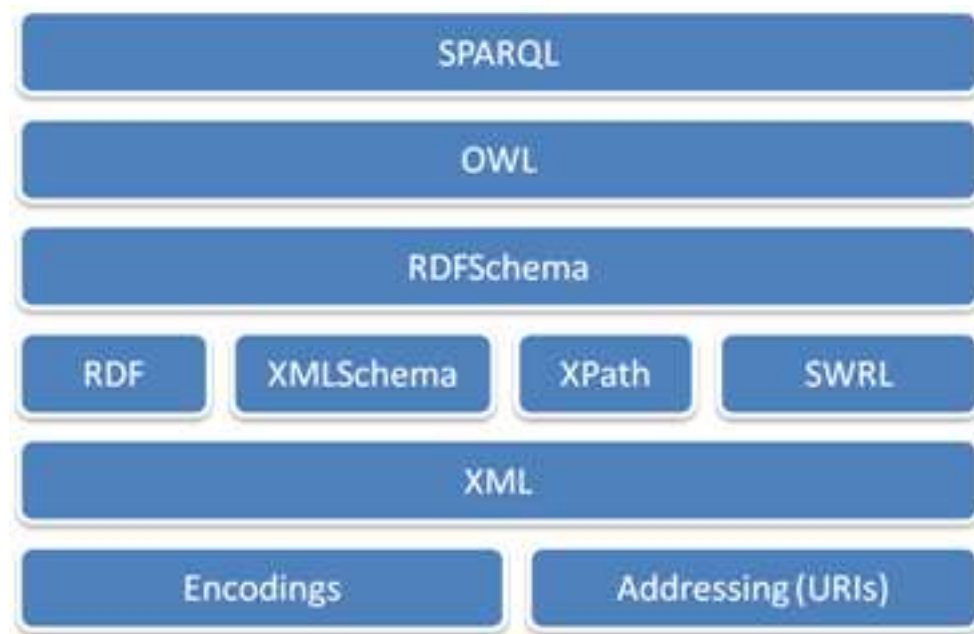 SPARQL
OWL
RDFSchema
RDF XMLSchema XPath SWRL
XML
Encodings Addressing (URIs)